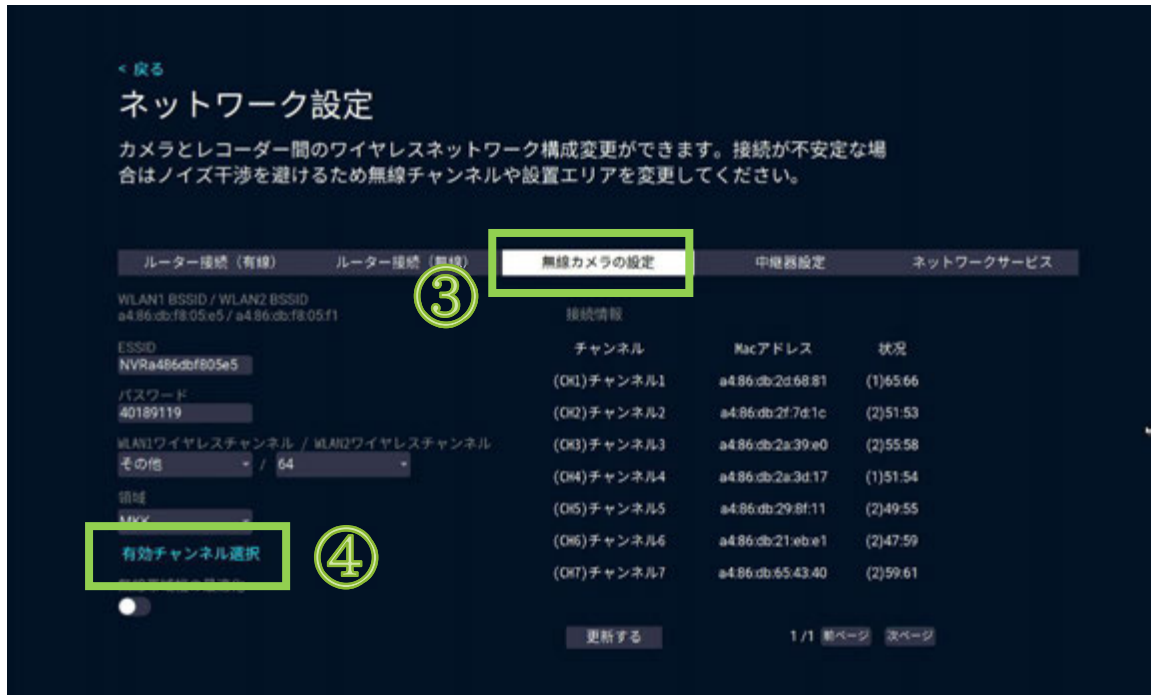 < 戻る
ネットワーク設定
カメラとレコーダー間のワイヤレスネットワーク構成変更ができます。接続が不安定な場
合はノイズ干渉を避けるため無線チャンネルや設置エリアを変更してください。
ルーター接続（有線） ルーター接続（無線） 無線カメラの設定 中継器設定 ネットワークサービス
③
WLAN1 BSSID / WLAN2 BSSID
a4:86:db:f8:05:e5 / a4:86:db:f8:05:f1
ESSID
NVRa486dbf805e5
パスワード
40189119
WLAN1ワイヤレスチャンネル / WLAN2ワイヤレスチャンネル
その他 / 64
領域
MKK
有効チャンネル選択
④
接続情報
チャンネル Macアドレス 状況
(CH1)チャンネル1 a4:86:db:2d:68:81 (1)65:66
(CH2)チャンネル2 a4:86:db:2f:7d:1c (2)51:53
(CH3)チャンネル3 a4:86:db:2a:39:e0 (2)55:58
(CH4)チャンネル4 a4:86:db:2a:3d:17 (1)51:54
(CH5)チャンネル5 a4:86:db:29:8f:11 (2)49:55
(CH6)チャンネル6 a4:86:db:21:eb:e1 (2)47:59
(CH7)チャンネル7 a4:86:db:65:43:40 (2)59:61
更新する 1 /1 前ページ 次ページ